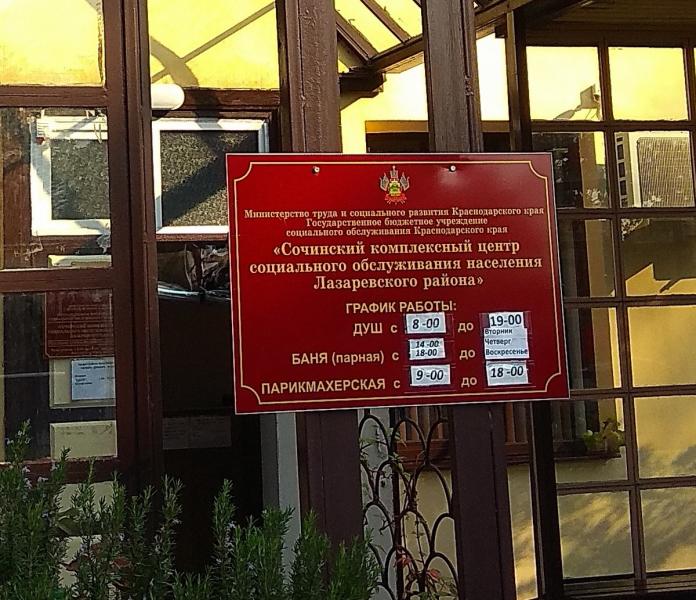 Министерство труда и социального развития Краснодарского края
Государственное бюджетное учреждение
социального обслуживания Краснодарского края
«Сочинский комплексный центр
социального обслуживания населения
Лазаревского района»
ГРАФИК РАБОТЫ:
ДУШ с 8-00 до 19-00
Вторник
Четверг
Воскресенье
БАНЯ (парная) с 14-00 до
18-00
ПАРИКМАХЕРСКАЯ с 9-00 до 18-00